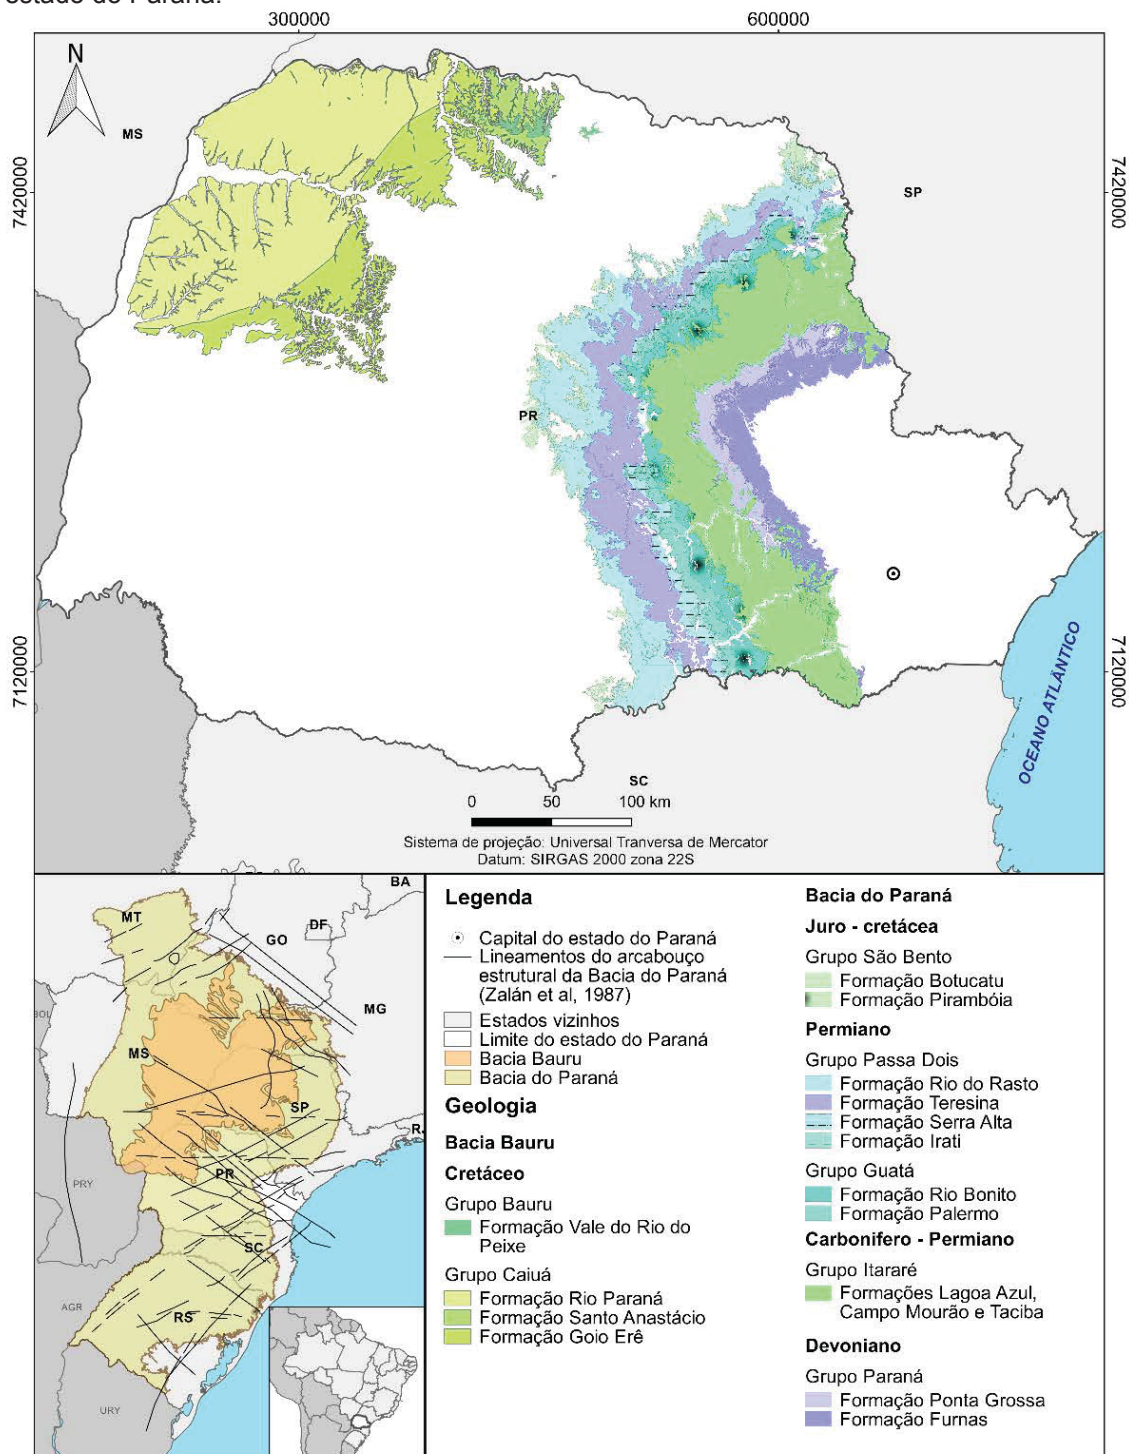 estado do Paraná.
300000
600000
N
MS
7420000
SP
7420000
PR
7120000
7120000
OCEANO ATLÂNTICO
SC
0 50 100 km
Sistema de projeção: Universal Tranversa de Mercator
Datum: SIRGAS 2000 zona 22S
BA
MT
DF
GO
MG
BOL
MS
SP
RJ
PR
PRY
SC
AGR
RS
URY
Legenda
Capital do estado do Paraná
Lineamentos do arcabouço
estrutural da Bacia do Paraná
(Zalán et al, 1987)
Estados vizinhos
Limite do estado do Paraná
Bacia Bauru
Bacia do Paraná
Geologia
Bacia Bauru
Cretáceo
Grupo Bauru
Formação Vale do Rio do
Peixe
Grupo Caiuá
Formação Rio Paraná
Formação Santo Anastácio
Formação Goio Erê
Bacia do Paraná
Juro - cretácea
Grupo São Bento
Formação Botucatu
Formação Pirambóia
Permiano
Grupo Passa Dois
Formação Rio do Rasto
Formação Teresina
Formação Serra Alta
Formação Irati
Grupo Guatá
Formação Rio Bonito
Formação Palermo
Carbonifero - Permiano
Grupo Itararé
Formações Lagoa Azul,
Campo Mourão e Taciba
Devoniano
Grupo Paraná
Formação Ponta Grossa
Formação Furnas